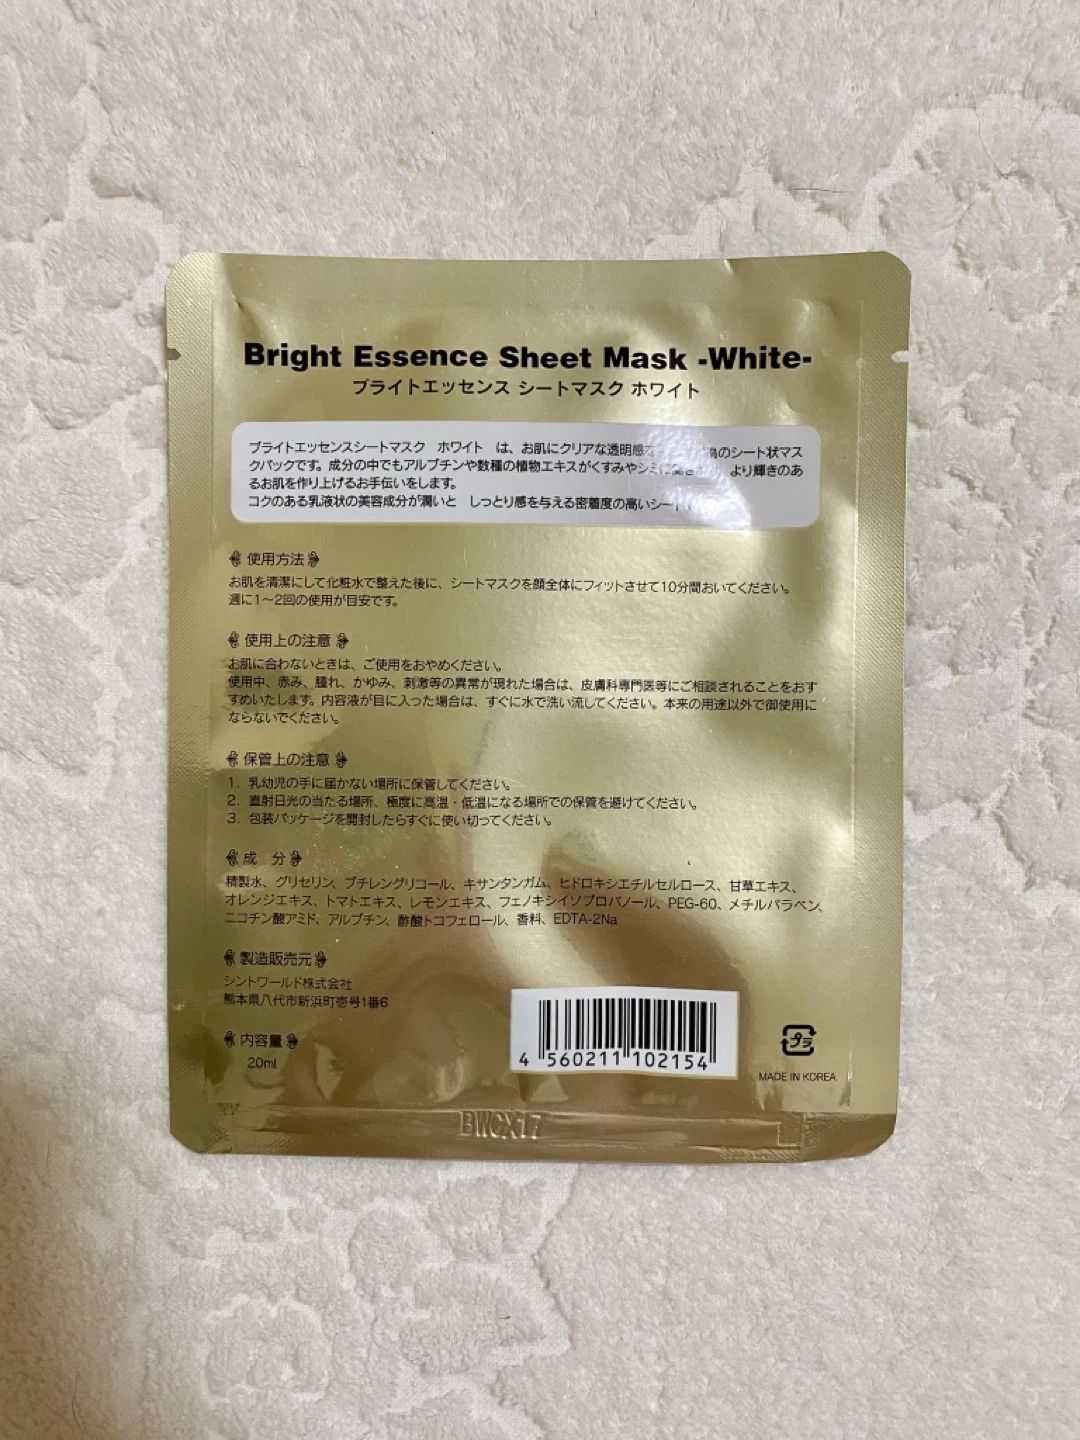 Bright Essence Sheet Mask -White-
ブライトエッセンス シートマスク ホワイト
ブライトエッセンスシートマスク ホワイト は、お肌にクリアな透明感を のシート状マス
クパックです。成分の中でもアルブチンや数種の植物エキスがくすみやシミに より輝きのあ
るお肌を作り上げるお手伝いをします。
コクのある乳液状の美容成分が潤いと しっとり感を与える密着度の高いシート
使用方法
お肌を清潔にして化粧水で整えた後に、シートマスクを顔全体にフィットさせて10分間おいてください。
週に1〜2回の使用が目安です。
使用上の注意
お肌に合わないときは、ご使用をおやめください。
使用中、赤み、腫れ、かゆみ、刺激等の異常が現れた場合は、皮膚科専門医等にご相談されることをおす
すめいたします。内容液が目に入った場合は、すぐに水で洗い流してください。本来の用途以外で御使用に
ならないでください。
保管上の注意
1. 乳幼児の手に届かない場所に保管してください。
2. 直射日光の当たる場所、極度に高温・低温になる場所での保管を避けてください。
3. 包装パッケージを開封したらすぐに使い切ってください。
成 分
精製水、グリセリン、ブチレングリコール、キサンタンガム、ヒドロキシエチルセルロース、甘草エキス、
オレンジエキス、トマトエキス、レモンエキス、フェノキシイソプロパノール、PEG-60、メチルパラベン、
ニコチン酸アミド、アルブチン、酢酸トコフェロール、香料、EDTA-2Na
製造販売元
シントワールド株式会社
熊本県八代市新浜町壱号1番6
内容量
20ml
4 560211 102154
プラ
MADE IN KOREA
BWCX17